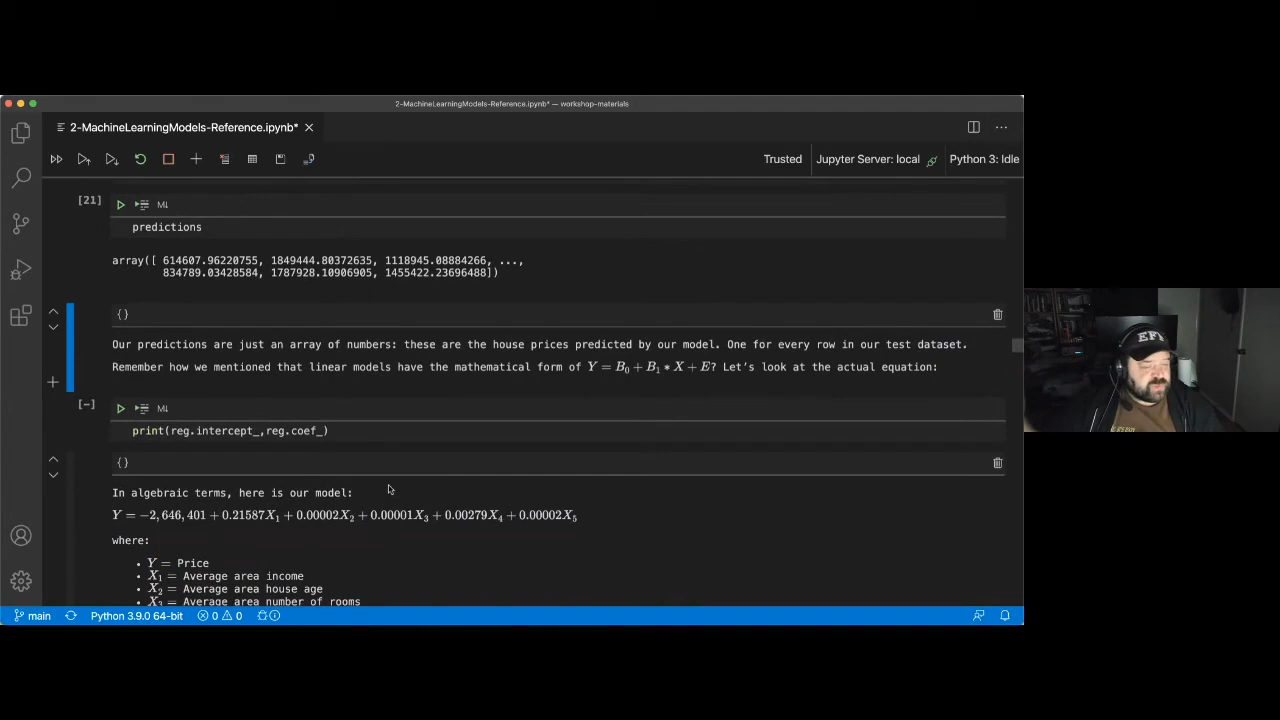 2-MachineLearningModels-Reference.ipynb* — workshop-materials
2-MachineLearningModels-Reference.ipynb*
Trusted
Jupyter Server: local
Python 3: Idle
[21]
M↓
predictions
array([ 614607.96220755, 1849444.80372635, 1118945.08884266, ...,
834789.03428584, 1787928.10906905, 1455422.23696488])
{}
Our predictions are just an array of numbers: these are the house prices predicted by our model. One for every row in our test dataset.
Remember how we mentioned that linear models have the mathematical form of Y = B₀ + B₁ ∗ X + E? Let's look at the actual equation:
[-]
M↓
print(reg.intercept_,reg.coef_)
{}
In algebraic terms, here is our model:
Y = −2,646,401 + 0.21587X₁ + 0.00002X₂ + 0.00001X₃ + 0.00279X₄ + 0.00002X₅
where:
• Y = Price
• X₁ = Average area income
• X₂ = Average area house age
• X₃ = Average area number of rooms
main
Python 3.9.0 64-bit
0
0
EFF